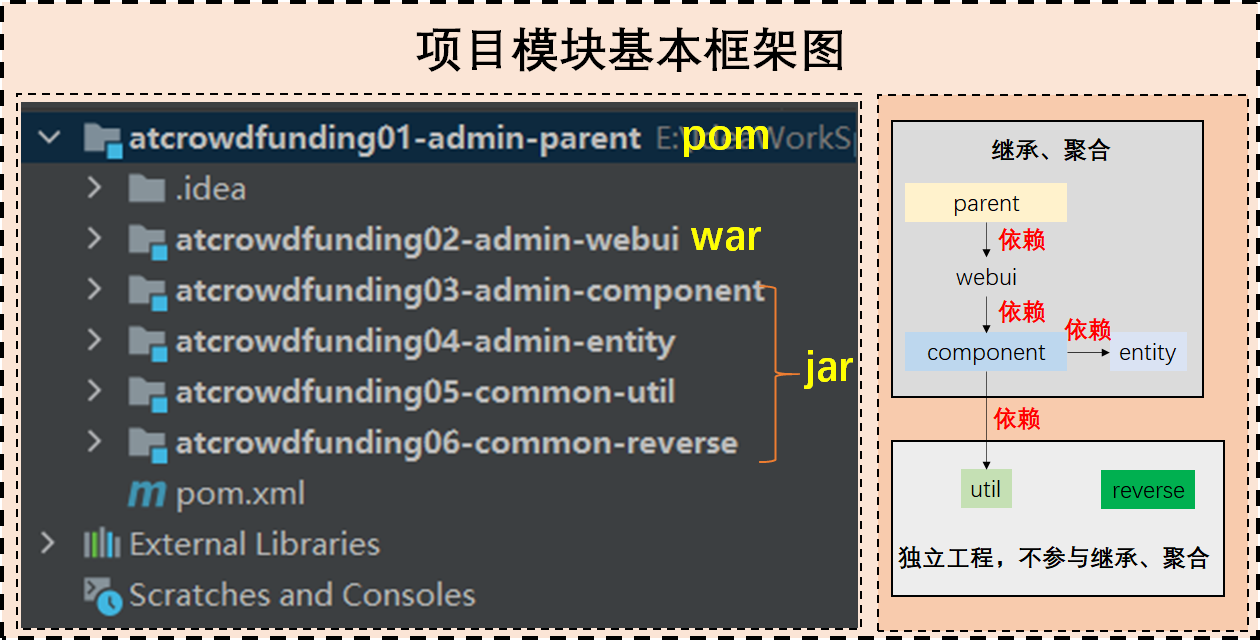 项目模块基本框架图
atcrowdfunding01-admin-parent pom
.idea
atcrowdfunding02-admin-webui war
atcrowdfunding03-admin-component
atcrowdfunding04-admin-entity
jar
atcrowdfunding05-common-util
atcrowdfunding06-common-reverse
pom.xml
External Libraries
Scratches and Consoles
继承、聚合
parent
依赖
webui
依赖
依赖
component
entity
依赖
util
reverse
独立工程，不参与继承、聚合